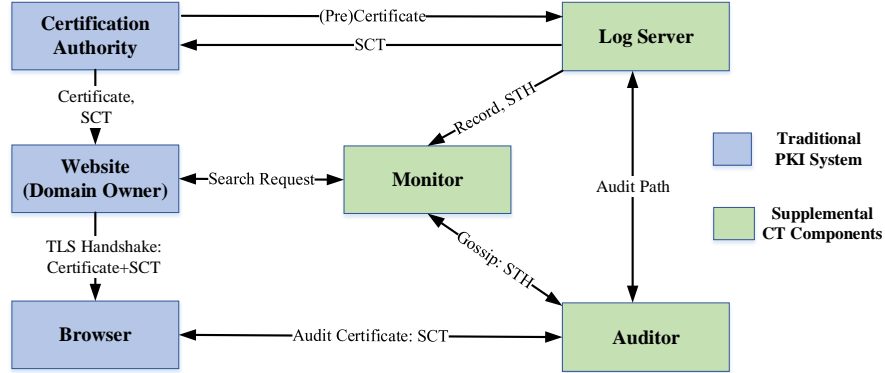 Certification
Authority
(Pre)Certificate
SCT
Log Server
Certificate,
SCT
Record, STH
Website
(Domain Owner)
Search Request
Monitor
Audit Path
Traditional
PKI System
Supplemental
CT Components
TLS Handshake:
Certificate+SCT
Gossip: STH
Browser
Audit Certificate: SCT
Auditor